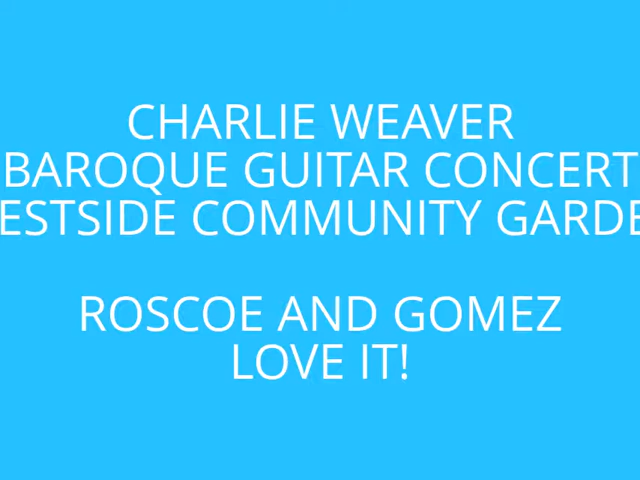 CHARLIE WEAVER
BAROQUE GUITAR CONCERT
ESTSIDE COMMUNITY GARDE
ROSCOE AND GOMEZ
LOVE IT!